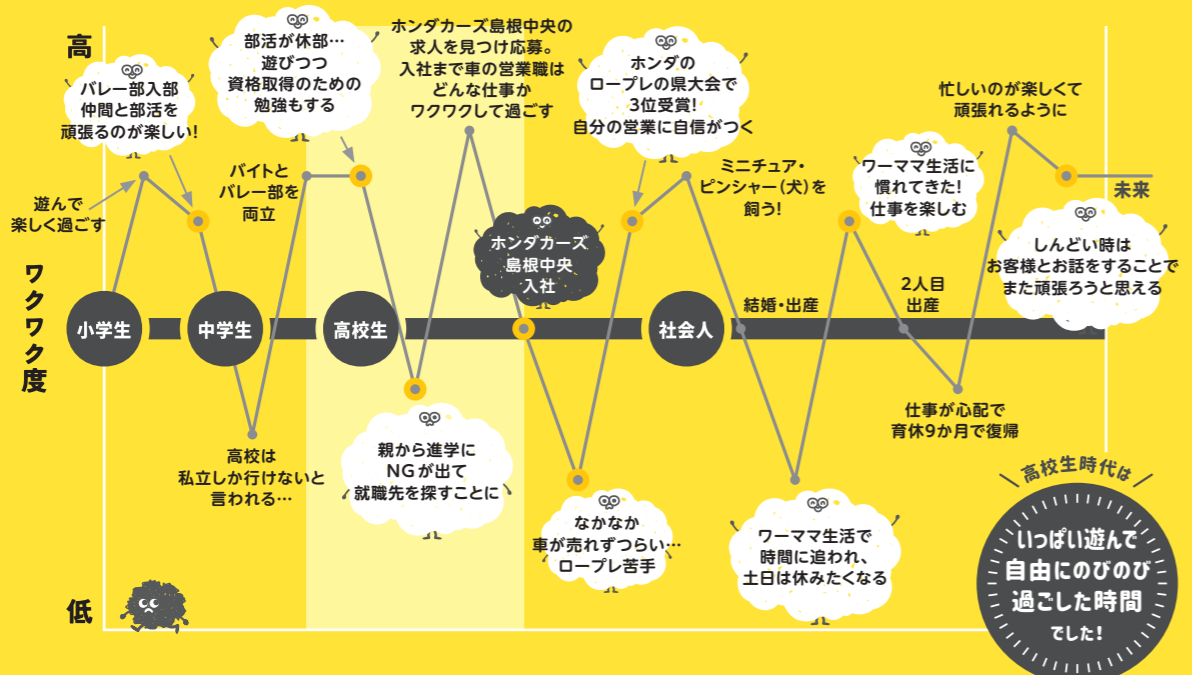 高
ワクワク度
低
小学生
中学生
高校生
社会人
遊んで
楽しく過ごす
バレー部入部
仲間と部活を
頑張るのが楽しい！
高校は
私立しか行けないと
言われる…
バイトと
バレー部を
両立
部活が休部…
遊びつつ
資格取得のための
勉強もする
親から進学に
NGが出て
就職先を探すことに
ホンダカーズ島根中央の
求人を見つけ応募。
入社まで車の営業職は
どんな仕事か
ワクワクして過ごす
ホンダカーズ
島根中央
入社
なかなか
車が売れずつらい…
ロープレ苦手
ホンダの
ロープレの県大会で
3位受賞！
自分の営業に自信がつく
ミニチュア・
ピンシャー（犬）を
飼う！
結婚・出産
ワーママ生活で
時間に追われ、
土日は休みたくなる
ワーママ生活に
慣れてきた！
仕事を楽しむ
2人目
出産
仕事が心配で
育休9か月で復帰
忙しいのが楽しくて
頑張れるように
未来
しんどい時は
お客様とお話をすることで
また頑張ろうと思える
高校生時代は
いっぱい遊んで
自由にのびのび
過ごした時間
でした！